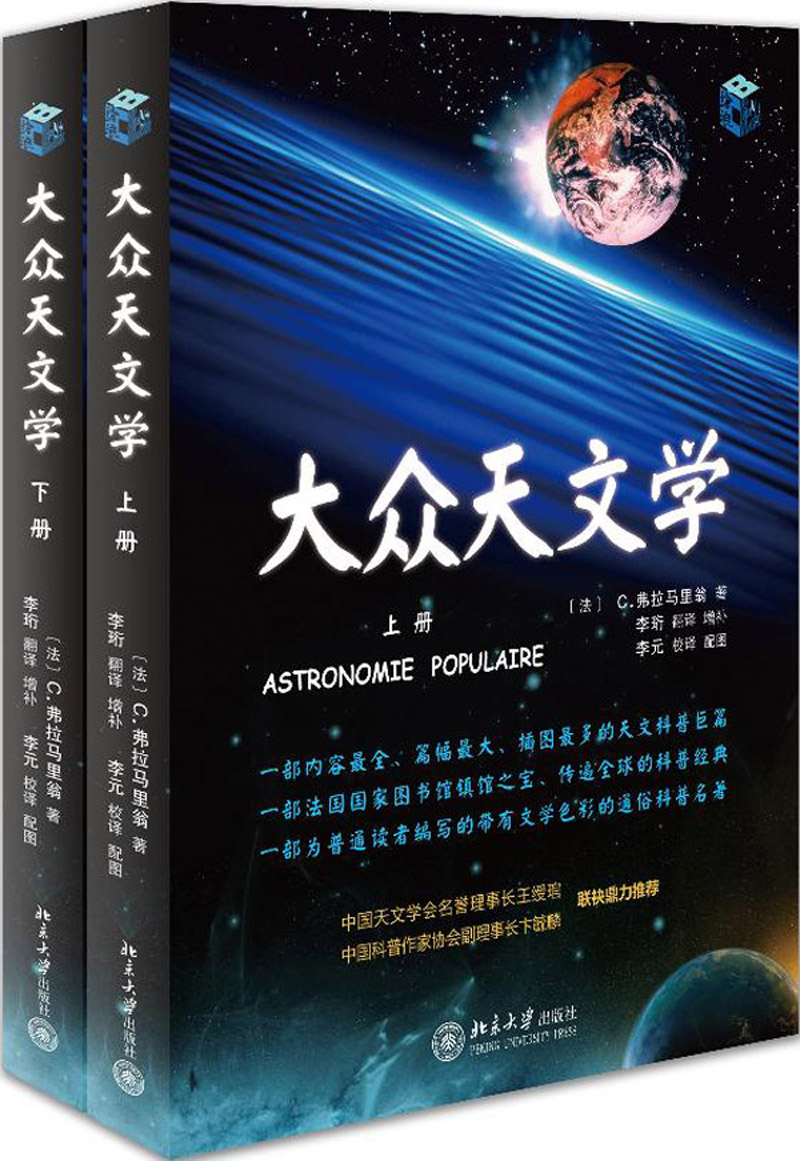 大众天文学
下册
〔法〕C.弗拉马里翁 著
李珩 翻译 增补 李元 校译 配图
北京大学出版社
大众天文学
上册
〔法〕C.弗拉马里翁 著
李珩 翻译 增补 李元 校译 配图
北京大学出版社
大众天文学
上册
〔法〕 C.弗拉马里翁 著
李珩 翻译 增补
李元 校译 配图
ASTRONOMIE POPULAIRE
一部内容最全、篇幅最大、插图最多的天文科普巨篇
一部法国国家图书馆镇馆之宝、传遍全球的科普经典
一部为普通读者编写的带有文学色彩的通俗科普名著
中国天文学会名誉理事长王绶琯
中国科普作家协会副理事长卞毓麟
联袂鼎力推荐
北京大学出版社
PEKING UNIVERSITY PRESS